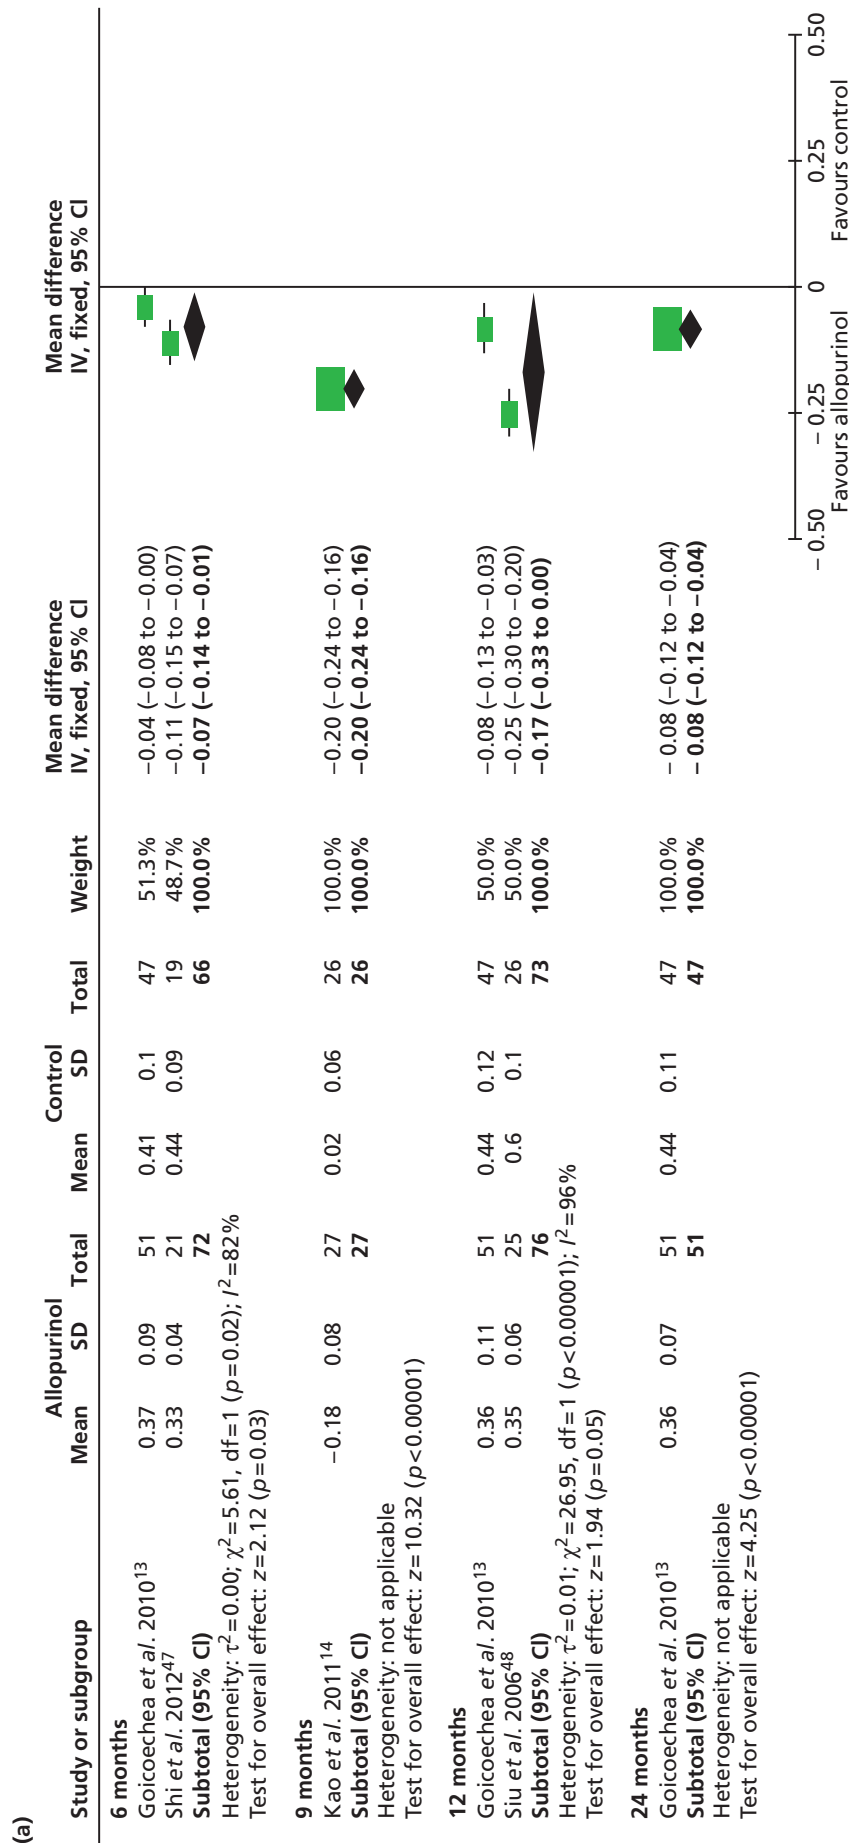 (a)
Allopurinol Control Mean difference Mean difference
Study or subgroup Mean SD Total Mean SD Total Weight IV, fixed, 95% CI IV, fixed, 95% CI
6 months
Goicoechea et al. 2010¹³ 0.37 0.09 51 0.41 0.1 47 51.3% −0.04 (−0.08 to −0.00)
Shi et al. 2012⁴⁷ 0.33 0.04 21 0.44 0.09 19 48.7% −0.11 (−0.15 to −0.07)
Subtotal (95% CI) 72 66 100.0% −0.07 (−0.14 to −0.01)
Heterogeneity: τ²=0.00; χ²=5.61, df=1 (p=0.02); I²=82%
Test for overall effect: z=2.12 (p=0.03)
9 months
Kao et al. 2011¹⁴ −0.18 0.08 27 0.02 0.06 26 100.0% −0.20 (−0.24 to −0.16)
Subtotal (95% CI) 27 26 100.0% −0.20 (−0.24 to −0.16)
Heterogeneity: not applicable
Test for overall effect: z=10.32 (p<0.00001)
12 months
Goicoechea et al. 2010¹³ 0.36 0.11 51 0.44 0.12 47 50.0% −0.08 (−0.13 to −0.03)
Siu et al. 2006⁴⁸ 0.35 0.06 25 0.6 0.1 26 50.0% −0.25 (−0.30 to −0.20)
Subtotal (95% CI) 76 73 100.0% −0.17 (−0.33 to 0.00)
Heterogeneity: τ²=0.01; χ²=26.95, df=1 (p<0.00001); I²=96%
Test for overall effect: z=1.94 (p=0.05)
24 months
Goicoechea et al. 2010¹³ 0.36 0.07 51 0.44 0.11 47 100.0% − 0.08 (−0.12 to −0.04)
Subtotal (95% CI) 51 47 100.0% − 0.08 (−0.12 to −0.04)
Heterogeneity: not applicable
Test for overall effect: z=4.25 (p<0.00001)
− 0.50 − 0.25 0 0.25 0.50
Favours allopurinol Favours control